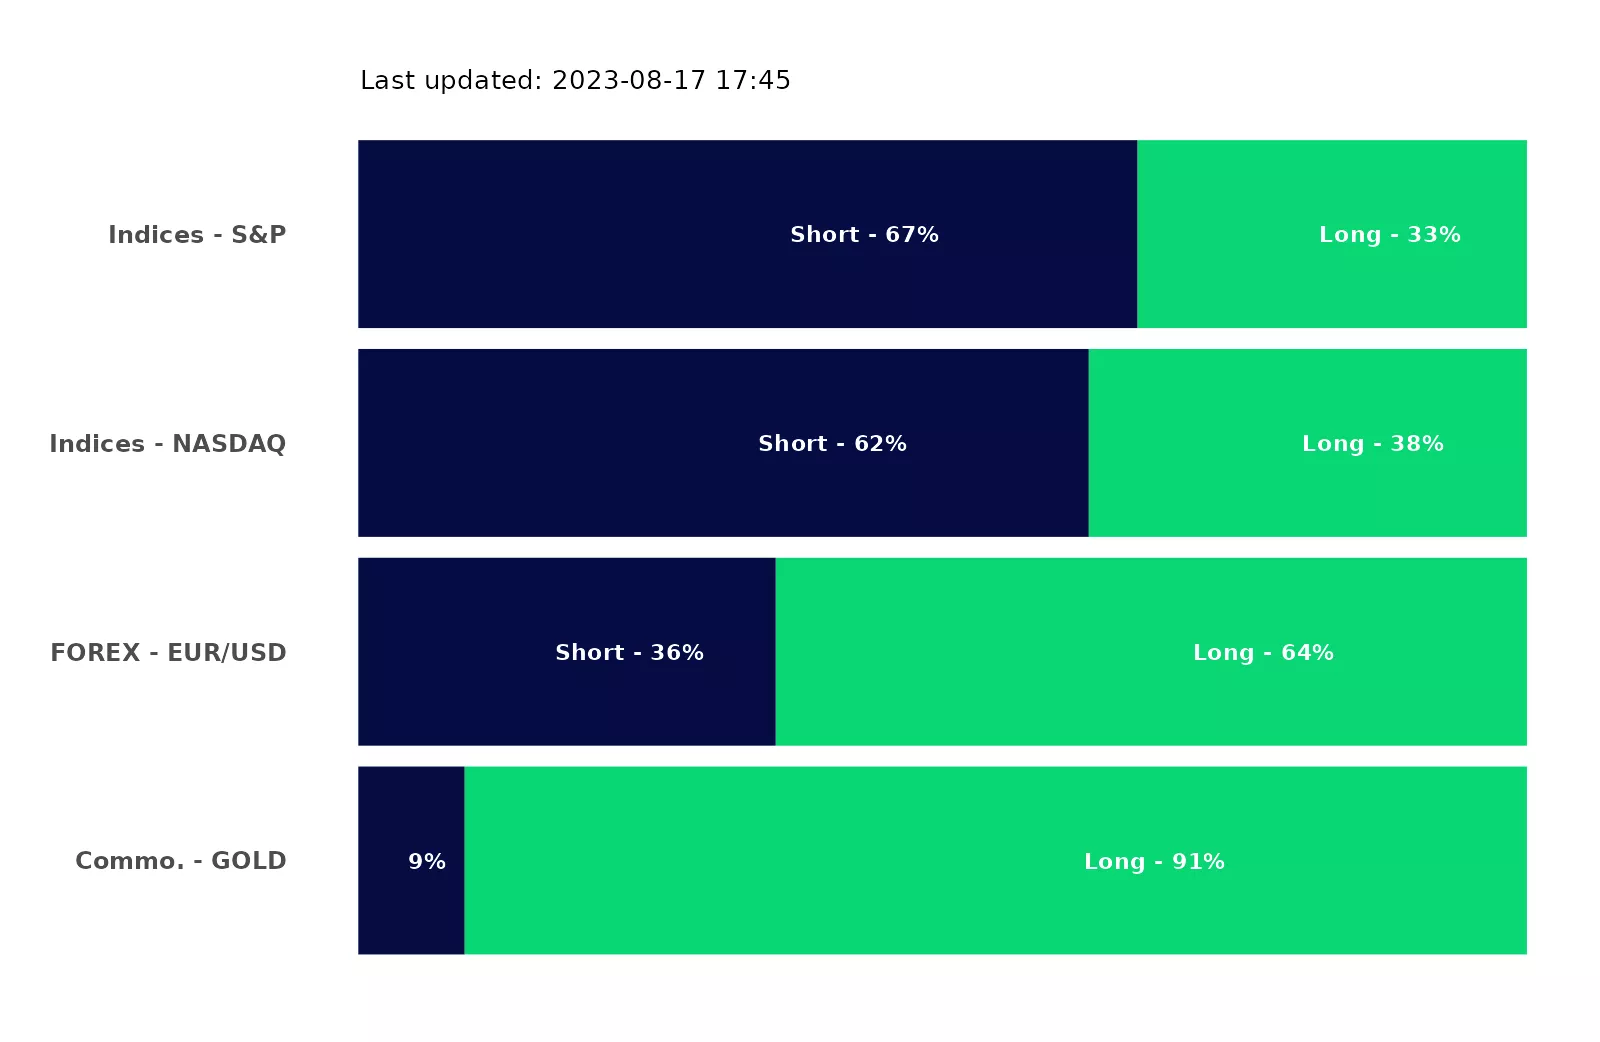 Last updated: 2023-08-17 17:45
Indices - S&P Short - 67% Long - 33%
Indices - NASDAQ Short - 62% Long - 38%
FOREX - EUR/USD Short - 36% Long - 64%
Commo. - GOLD 9% Long - 91%